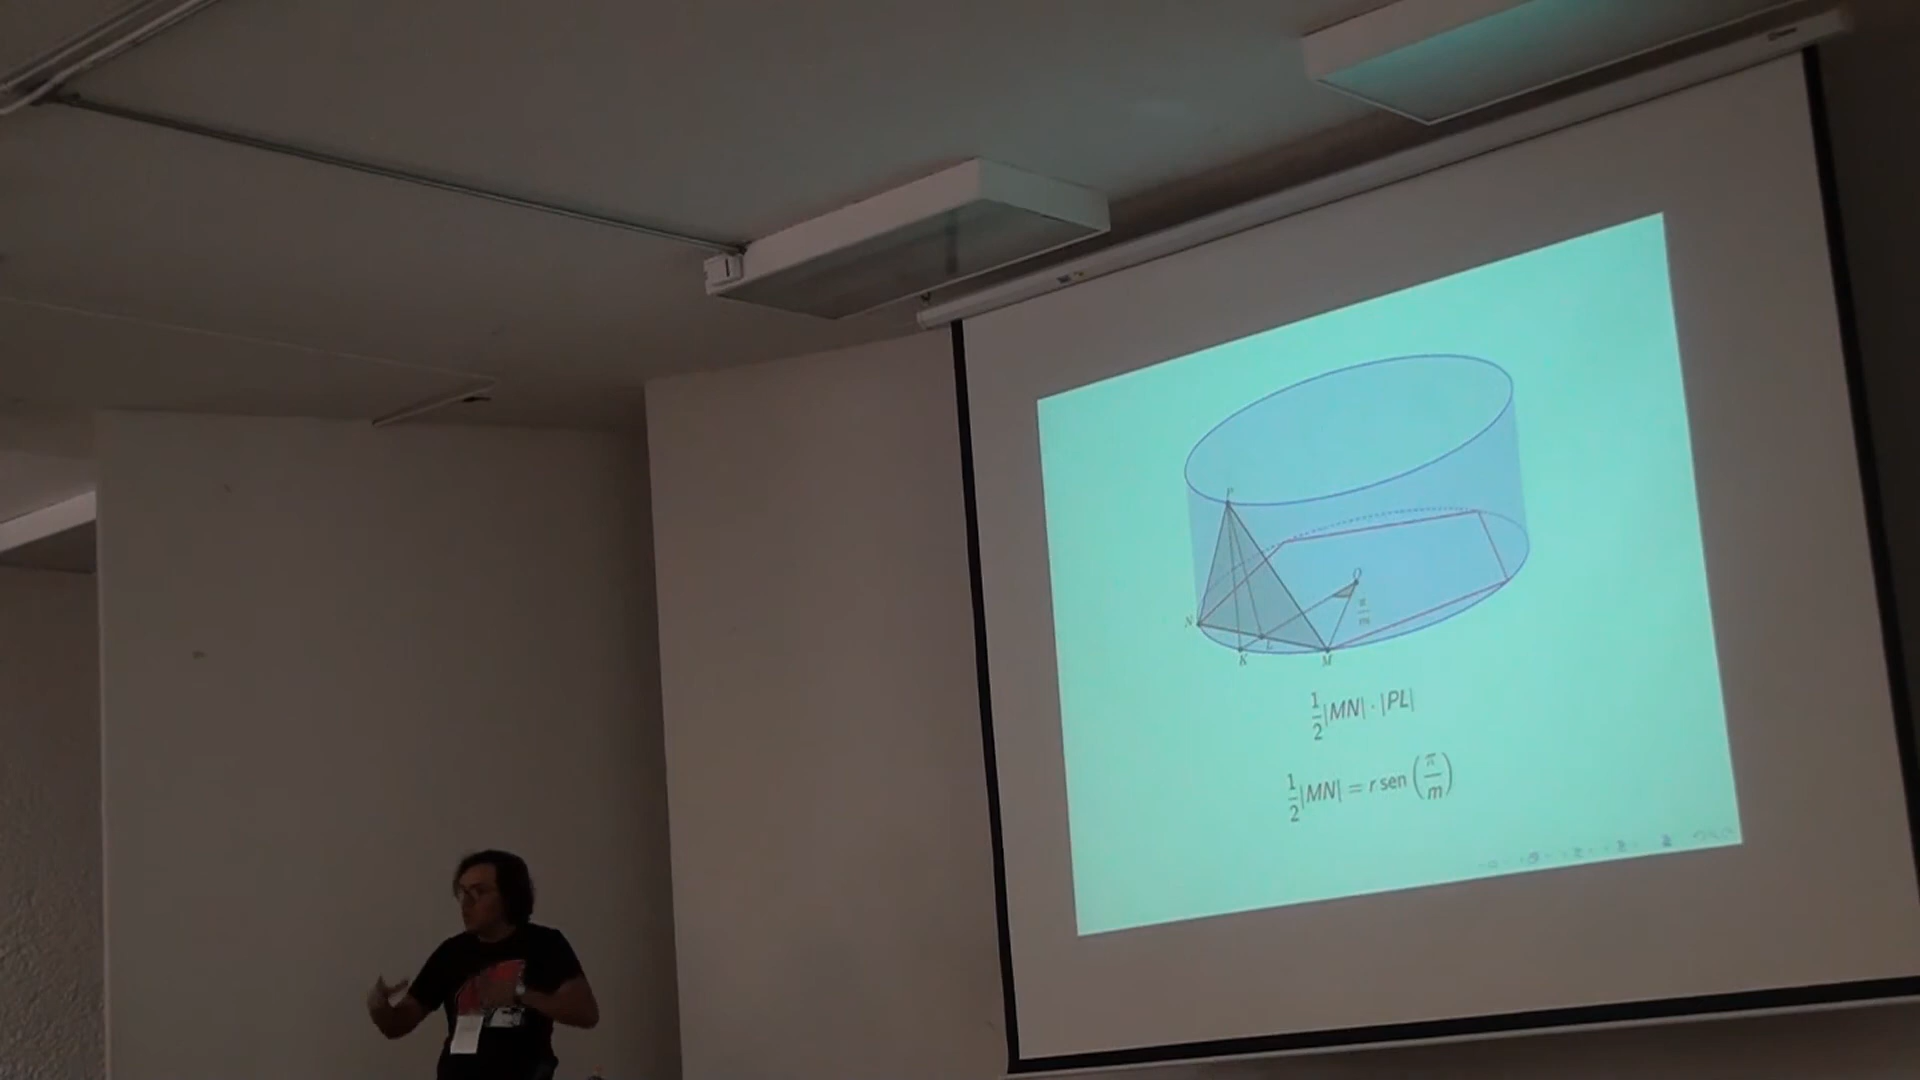 P
O
π/m
N
L
K
M
1/2|MN| · |PL|
1/2|MN| = r sen (π/m)